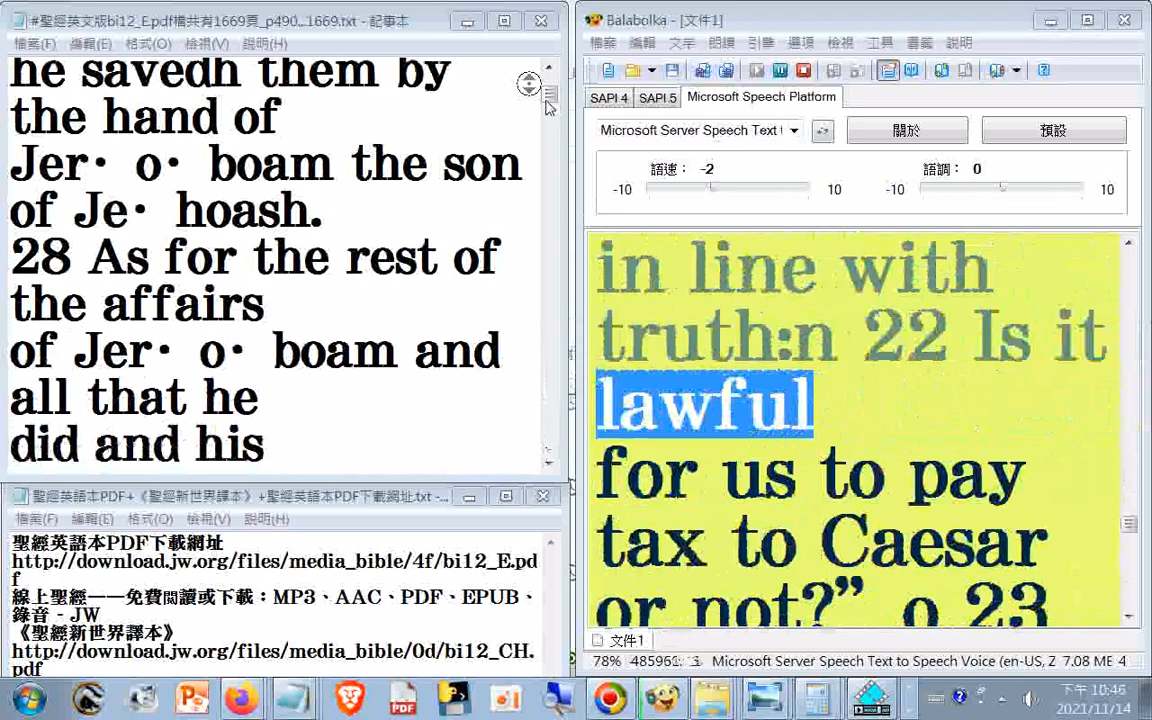 #聖經英文版bi12_E.pdf檔共有1669頁_p490,..1669.txt - 記事本
檔案(F) 編輯(E) 格式(O) 檢視(V) 說明(H)
he savedh them by
the hand of
Jer· o· boam the son
of Je· hoash.
28 As for the rest of
the affairs
of Jer· o· boam and
all that he
did and his
聖經英語本PDF+《聖經新世界譯本》+聖經英語本PDF下載網址.txt - ...
檔案(F) 編輯(E) 格式(O) 檢視(V) 說明(H)
聖經英語本PDF下載網址
http://download.jw.org/files/media_bible/4f/bi12_E.pd
f
線上聖經——免費閱讀或下載：MP3、AAC、PDF、EPUB、
錄音 - JW
《聖經新世界譯本》
http://download.jw.org/files/media_bible/0d/bi12_CH.
pdf
Balabolka - [文件1]
檔案 編輯 文字 朗讀 引擎 選項 檢視 工具 書籤 說明
SAPI 4 SAPI 5 Microsoft Speech Platform
Microsoft Server Speech Text 關於 預設
語速： -2 語調： 0
-10 10 -10 10
in line with
truth:n 22 Is it
lawful
for us to pay
tax to Caesar
or not?” o 23
文件1
78% Microsoft Server Speech Text to Speech Voice (en-US, Z 7.08 ME 4
PDF
下午 10:46
2021/11/14